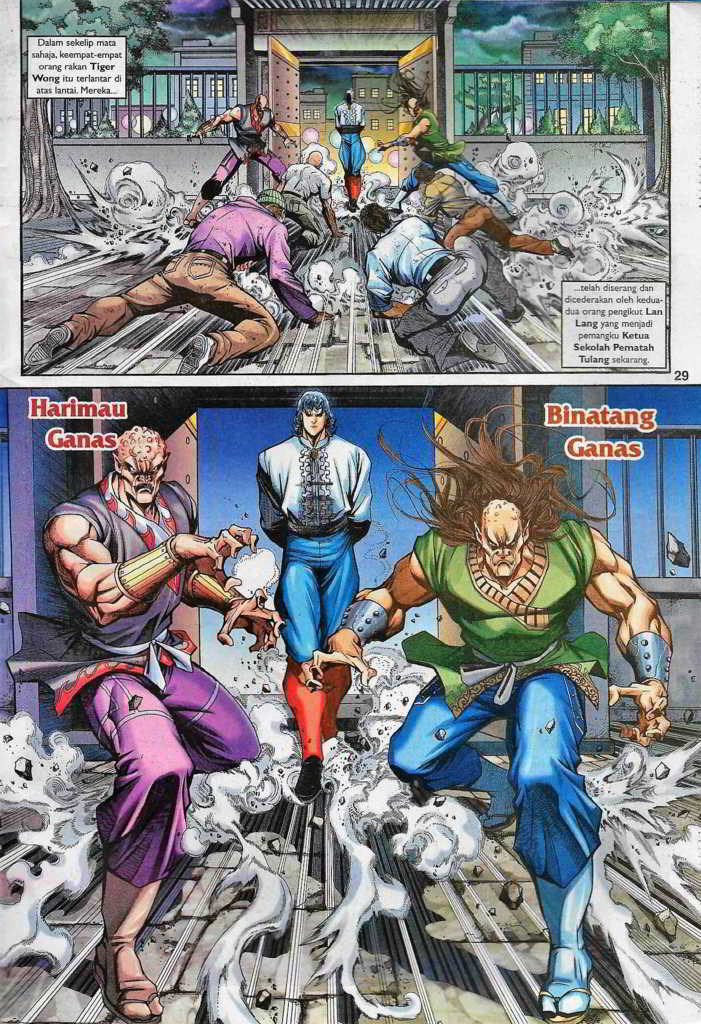 Dalam sekelip mata
sahaja, keempat-empat
orang rakan Tiger
Wong itu terlantar di
atas lantai. Mereka...
...telah diserang dan
dicederakan oleh kedua-
dua orang pengikut Lan
Lang yang menjadi
pemangku Ketua
Sekolah Pematah
Tulang sekarang.
29
Harimau
Ganas
Binatang
Ganas